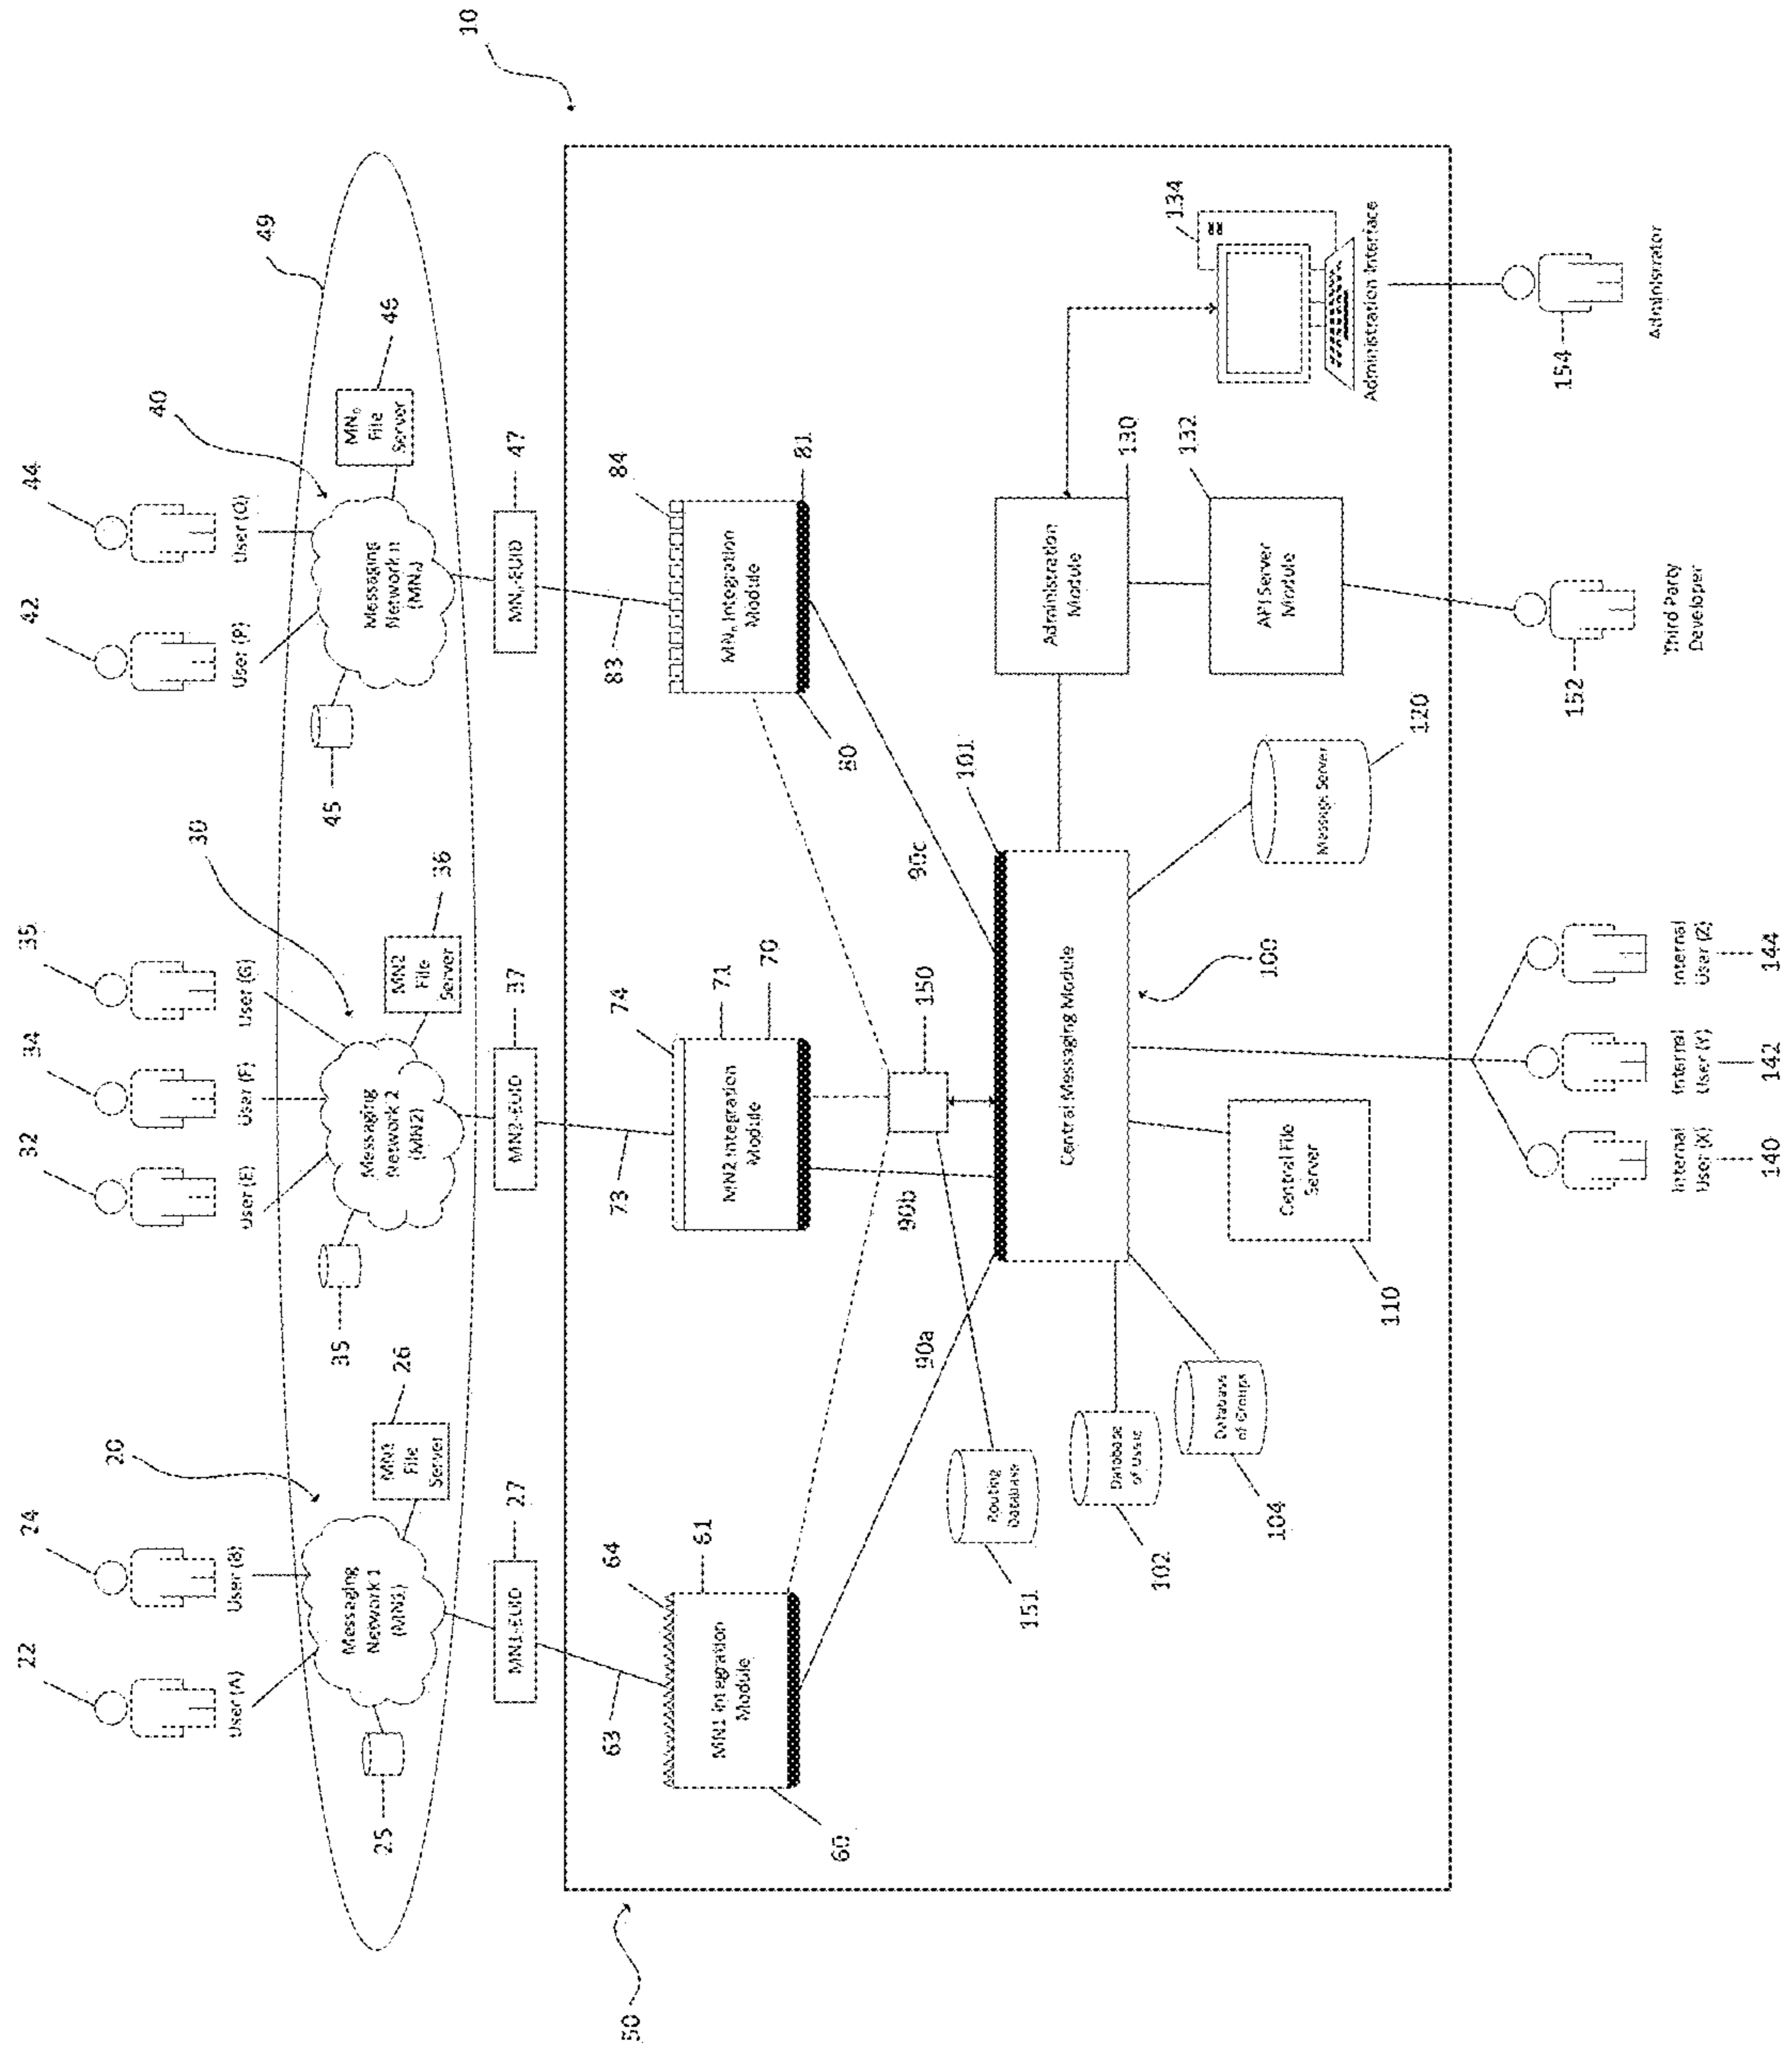 10
22
24
32
34
35
42
44
User (A)
User (B)
User (E)
User (F)
User (G)
User (P)
User (Q)
20
30
40
49
25
Messaging
Network 1
(MN1)
MN1
File
Server
26
35
Messaging
Network 2
(MN2)
MN2
File
Server
36
45
Messaging
Network n
(MNn)
MNn
File
Server
46
MN1-EUID
27
MN2-EUID
37
MNn-EUID
47
50
63
64
61
MN1 Integration
Module
60
73
74
71
70
MN2 Integration
Module
83
84
81
MNn Integration
Module
80
90a
90b
90c
150
101
Routing
Database
151
Database
of Users
102
Database
of Groups
104
Central Messaging Module
100
Central File
Server
110
Message Server
120
Administration
Module
130
API Server
Module
132
134
Administration Interface
Internal
User (X)
140
Internal
User (Y)
142
Internal
User (Z)
144
152
Third Party
Developer
154
Administrator